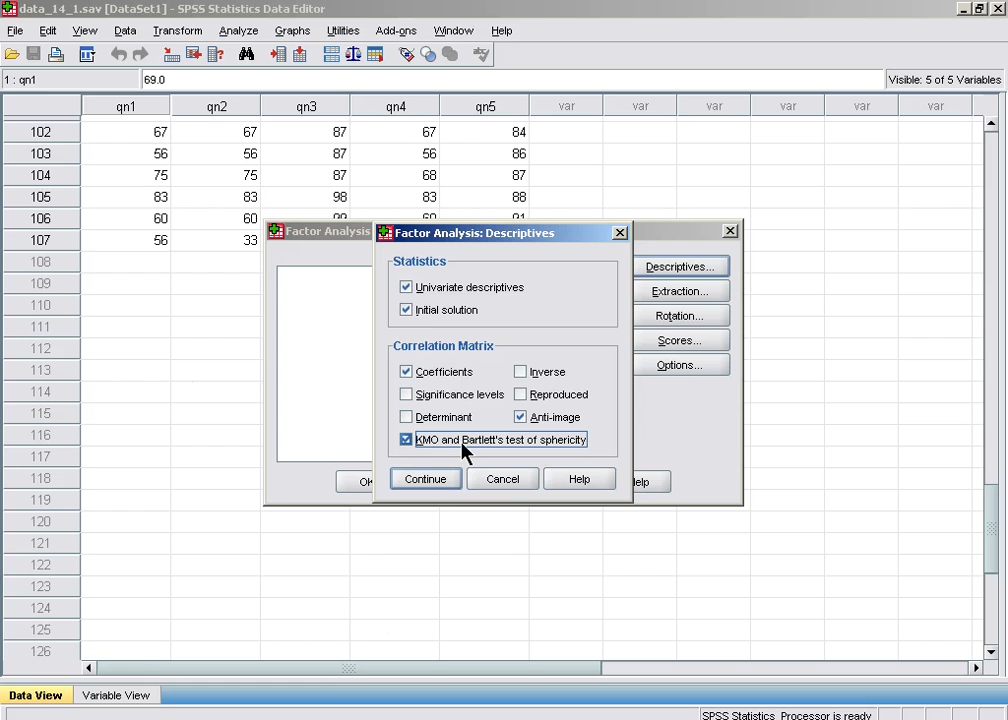 data_14_1.sav [DataSet1] - SPSS Statistics Data Editor
File Edit View Data Transform Analyze Graphs Utilities Add-ons Window Help
1 : qn1 69.0 Visible: 5 of 5 Variables
qn1 qn2 qn3 qn4 qn5 var var var var var
102 67 67 87 67 84
103 56 56 87 56 86
104 75 75 87 68 87
105 83 83 98 83 88
106 60 60 99 60 91
107 56 33
108
109
110
111
112
113
114
115
116
117
118
119
120
121
122
123
124
125
126
Factor Analysis
Factor Analysis: Descriptives
Statistics
Univariate descriptives
Initial solution
Correlation Matrix
Coefficients Inverse
Significance levels Reproduced
Determinant Anti-image
KMO and Bartlett's test of sphericity
Continue Cancel Help
Descriptives...
Extraction...
Rotation...
Scores...
Options...
OK elp
Data View Variable View
SPSS Statistics Processor is ready